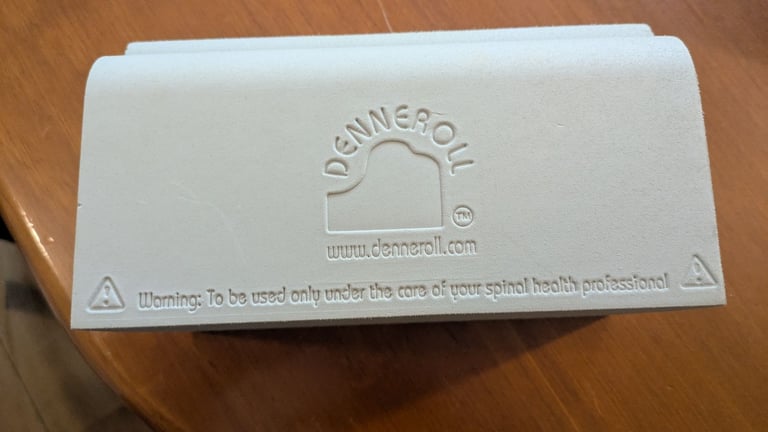 DENNEROLL
TM
www.denneroll.com
Warning: To be used only under the care of your spinal health professional